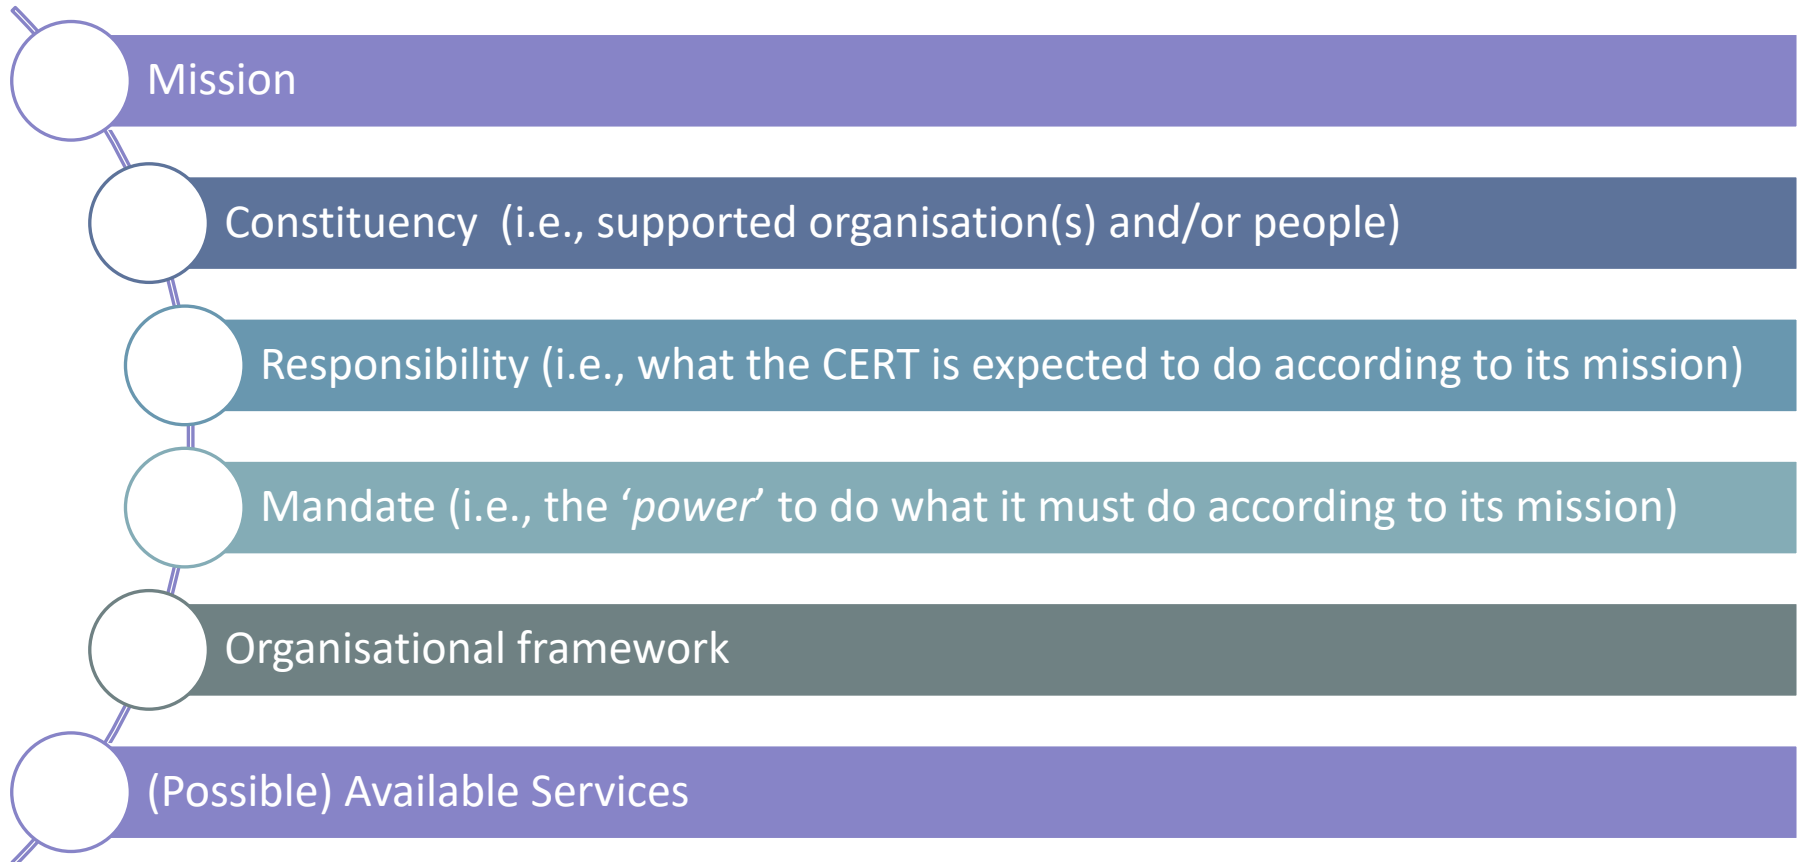 Mission
Constituency  (i.e., supported organisation(s) and/or people)
Responsibility (i.e., what the CERT is expected to do according to its mission)
Mandate (i.e., the ‘power’ to do what it must do according to its mission)
Organisational framework
(Possible) Available Services